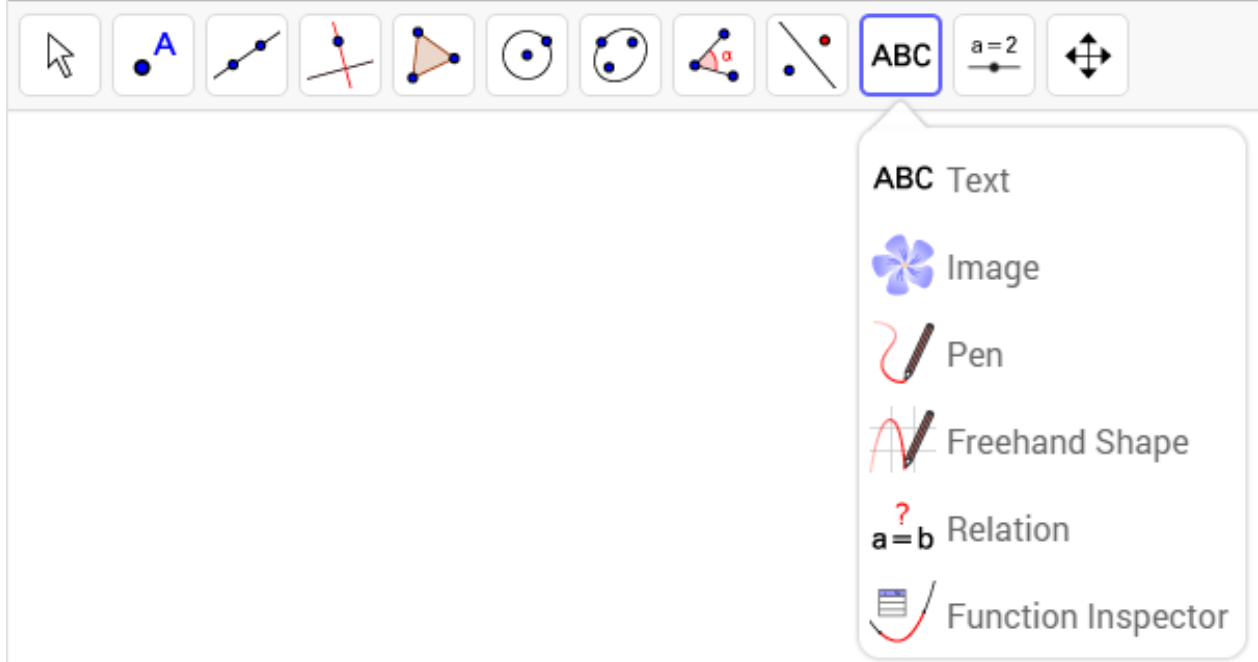 A
α
ABC
a=2
ABC Text
Image
Pen
Freehand Shape
?
a=b Relation
Function Inspector